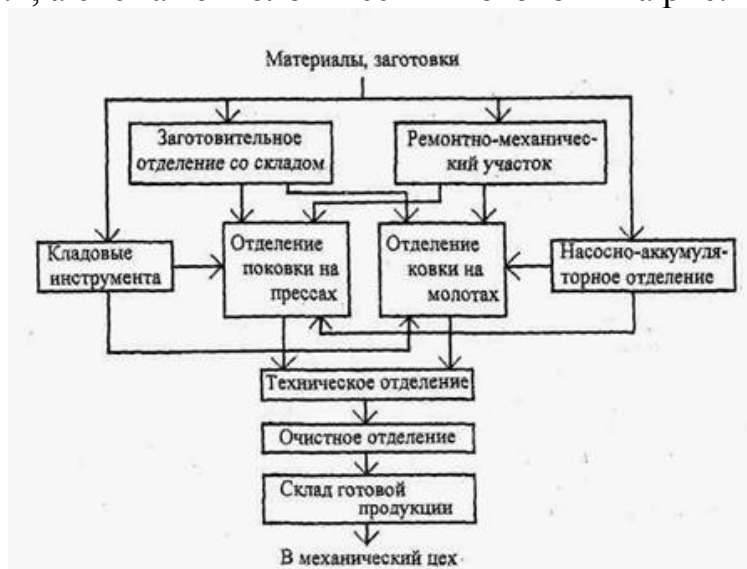 Материалы, заготовки
Заготовительное
отделение со складом
Ремонтно-механичес-
кий участок
Кладовые
инструмента
Отделение
поковки на
прессах
Отделение
ковки на
молотах
Насосно-аккумуля-
торное отделение
Техническое отделение
Очистное отделение
Склад готовой
продукции
В механический цех